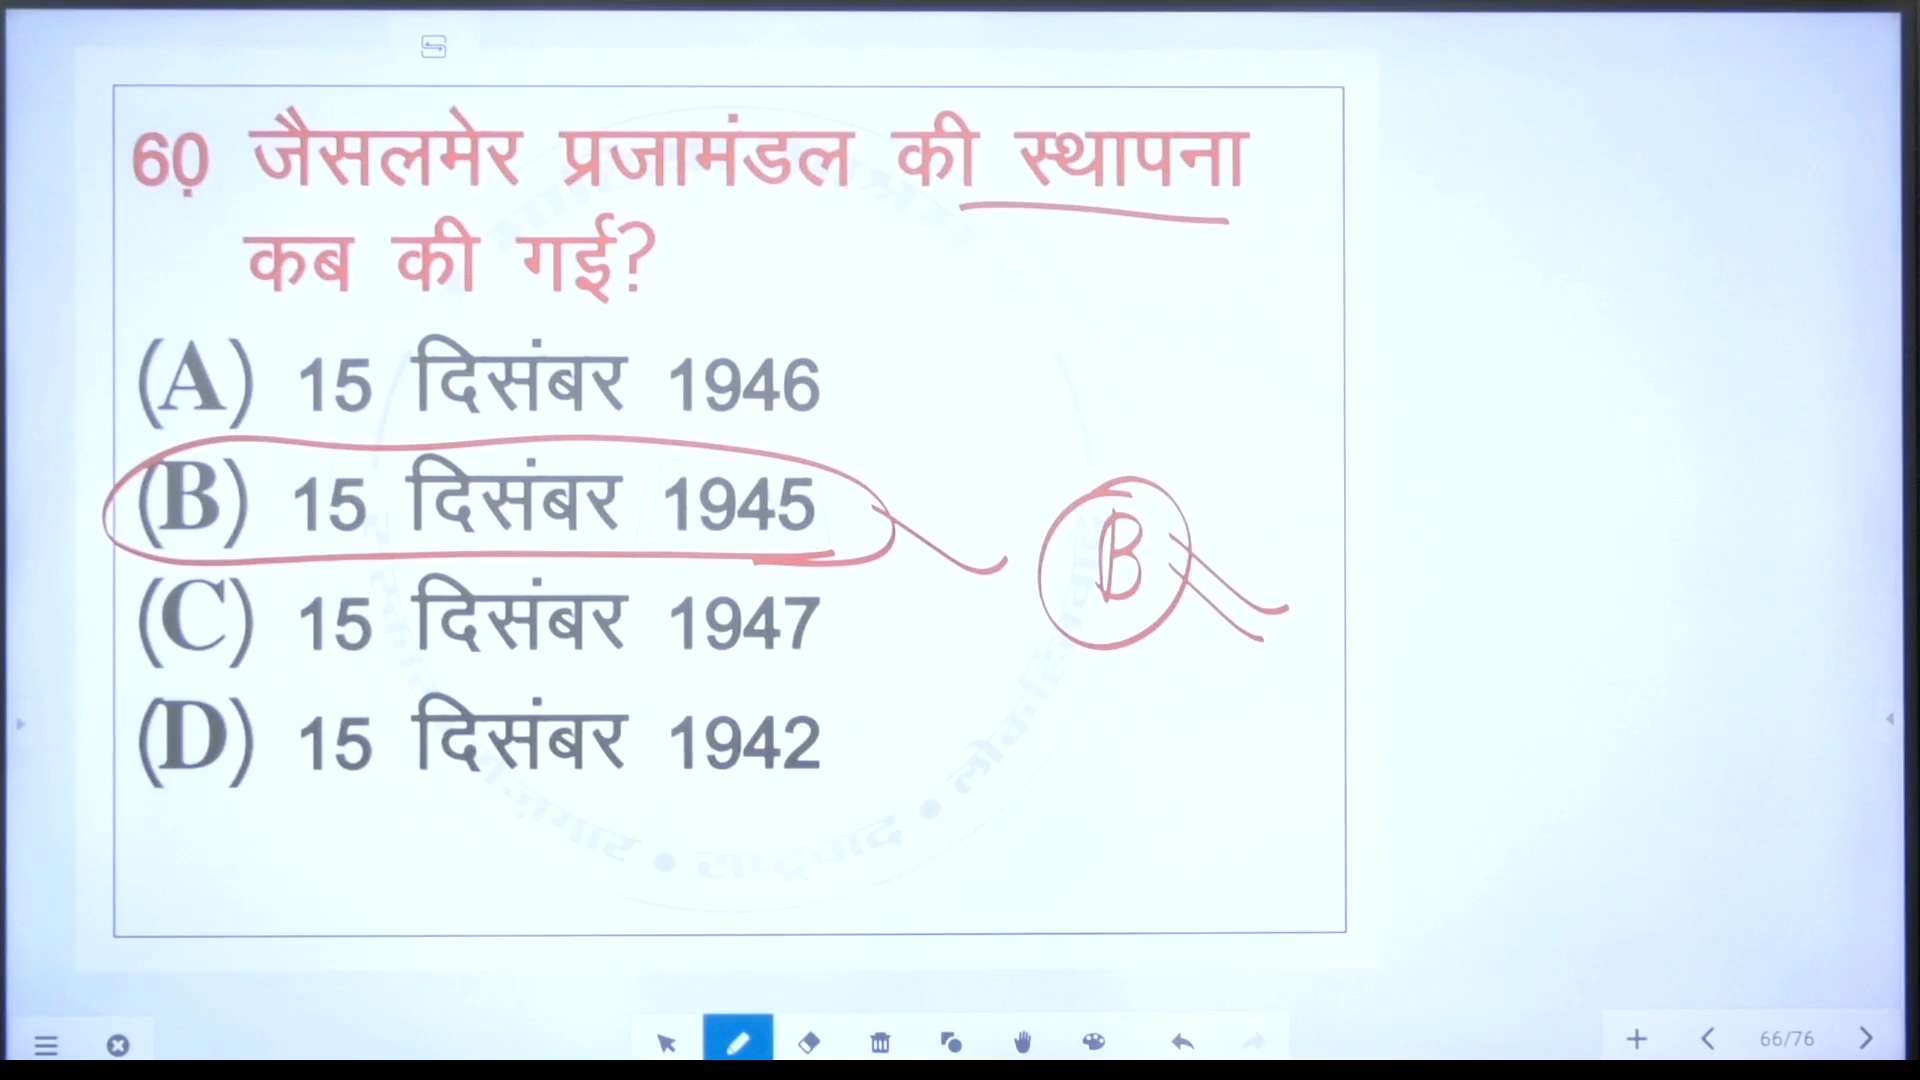 60. जैसलमेर प्रजामंडल की स्थापना
कब की गई?
(A) 15 दिसंबर 1946
(B) 15 दिसंबर 1945
B
(C) 15 दिसंबर 1947
(D) 15 दिसंबर 1942
66/76